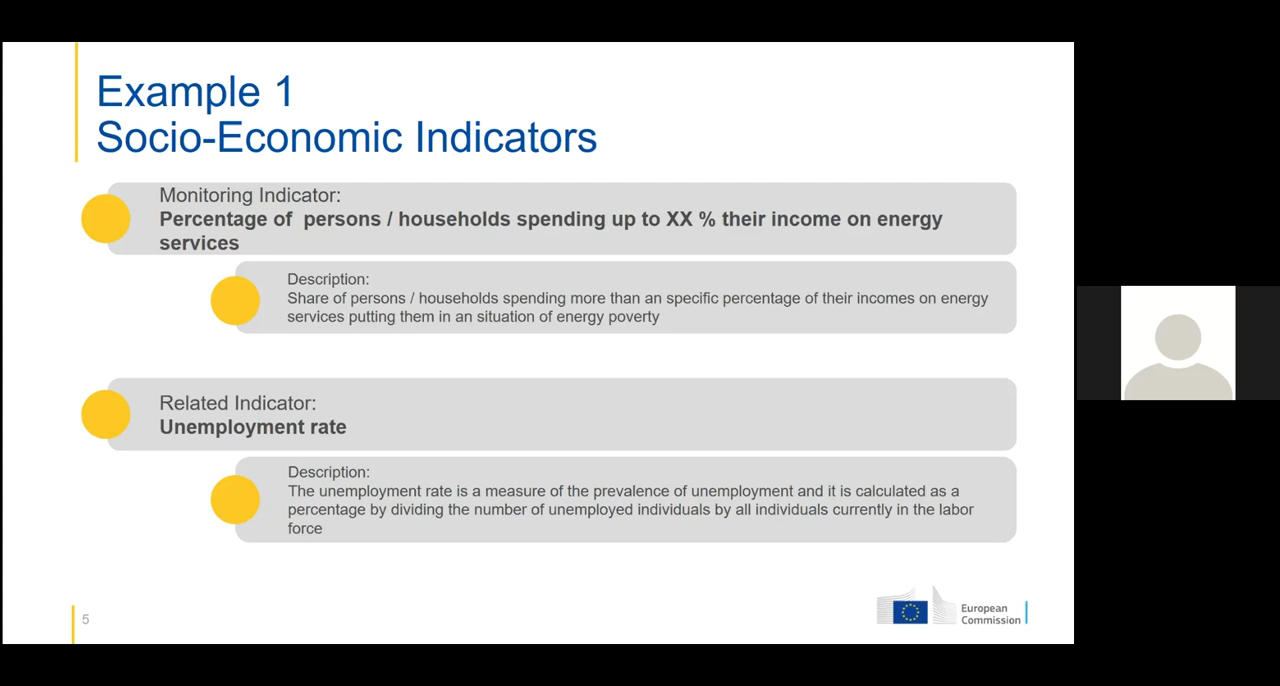 Example 1
Socio-Economic Indicators
Monitoring Indicator:
Percentage of persons / households spending up to XX % their income on energy
services
Description:
Share of persons / households spending more than an specific percentage of their incomes on energy
services putting them in an situation of energy poverty
Related Indicator:
Unemployment rate
Description:
The unemployment rate is a measure of the prevalence of unemployment and it is calculated as a
percentage by dividing the number of unemployed individuals by all individuals currently in the labor
force
5
European
Commission